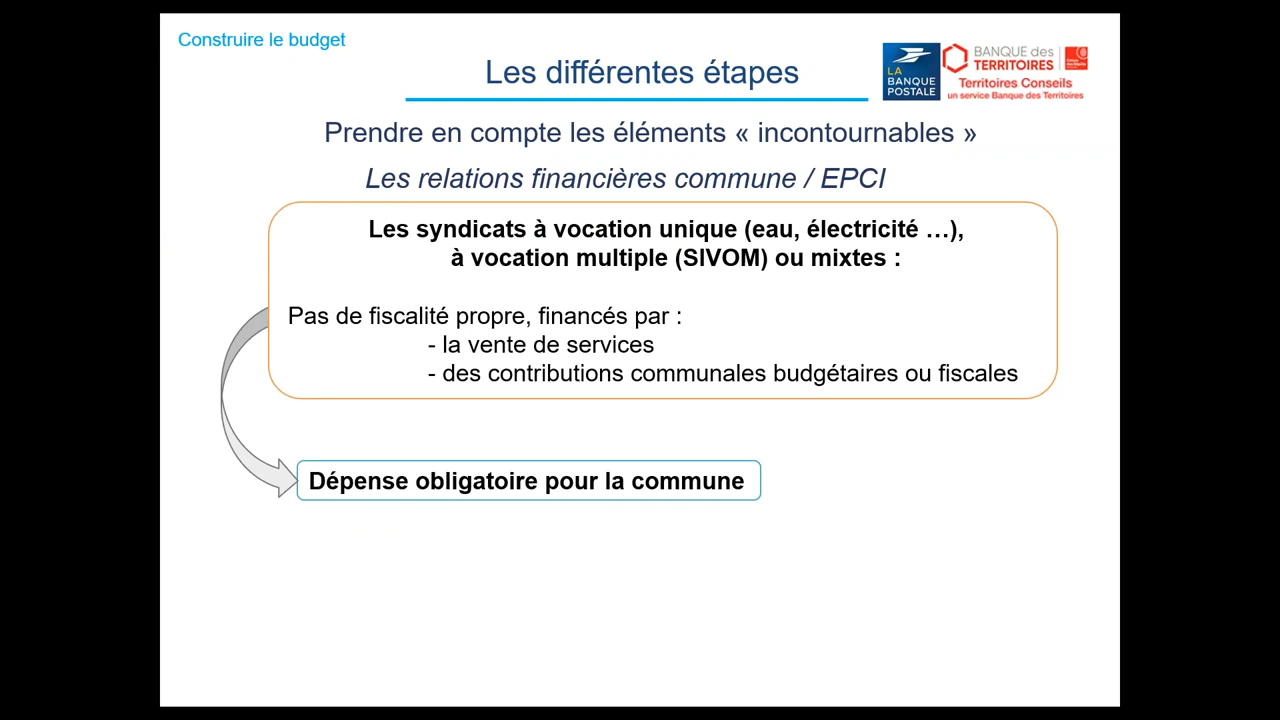 Construire le budget
Les différentes étapes
LA
BANQUE
POSTALE
BANQUE des
TERRITOIRES
Territoires Conseils
un service Banque des Territoires
Prendre en compte les éléments « incontournables »
Les relations financières commune / EPCI
Les syndicats à vocation unique (eau, électricité …),
à vocation multiple (SIVOM) ou mixtes :
Pas de fiscalité propre, financés par :
- la vente de services
- des contributions communales budgétaires ou fiscales
Dépense obligatoire pour la commune